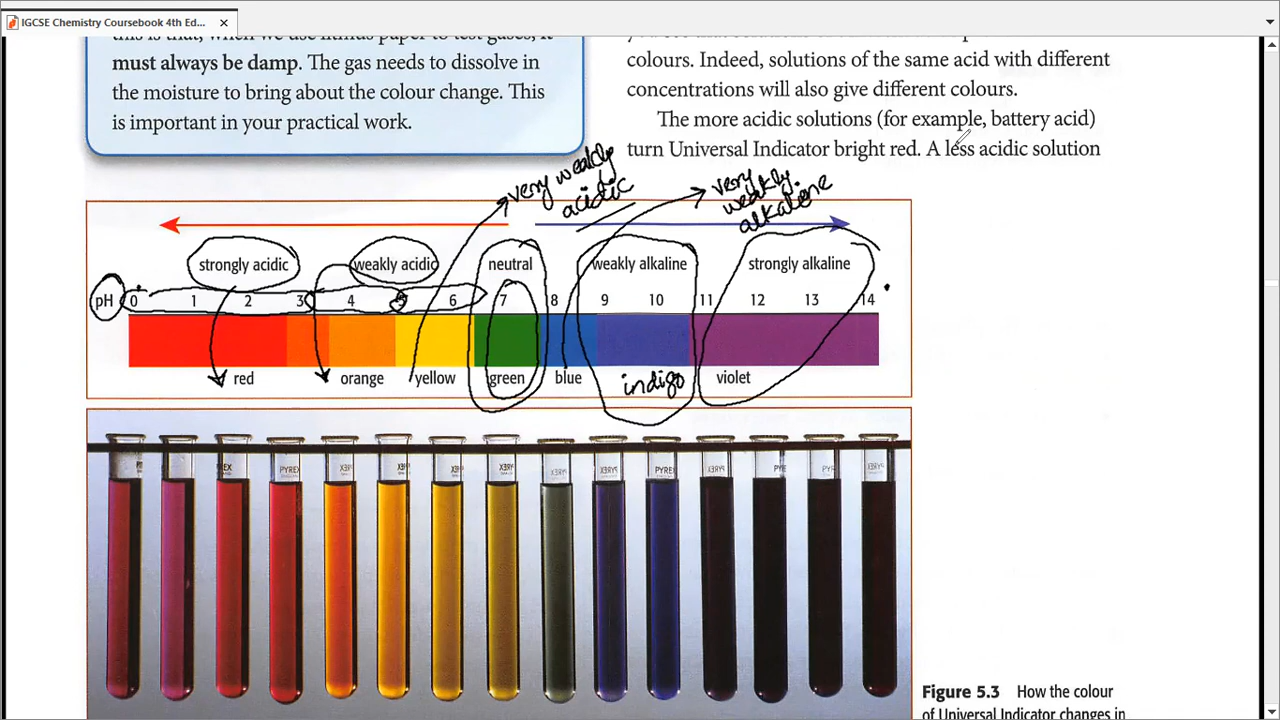 IGCSE Chemistry Coursebook 4th Ed...
must always be damp. The gas needs to dissolve in
the moisture to bring about the colour change. This
is important in your practical work.
colours. Indeed, solutions of the same acid with different
concentrations will also give different colours.
The more acidic solutions (for example, battery acid)
turn Universal Indicator bright red. A less acidic solution
very weakly
acidic
very
weakly
alkaline
strongly acidic weakly acidic neutral weakly alkaline strongly alkaline
pH 0 1 2 3 4 5 6 7 8 9 10 11 12 13 14
red orange yellow green blue indigo violet
PYREX
PYREX
Figure 5.3 How the colour
of Universal Indicator changes in